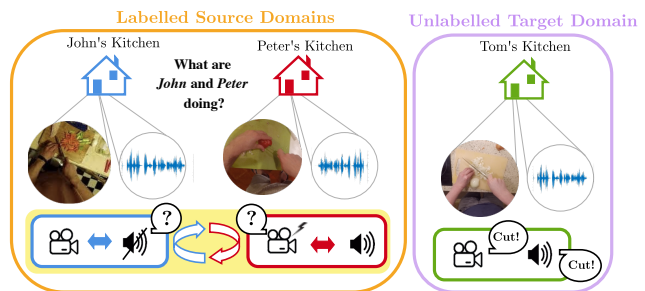 Labelled Source Domains
Unlabelled Target Domain
John's Kitchen
Peter's Kitchen
Tom's Kitchen
What are
John and Peter
doing?
?
?
Cut!
Cut!